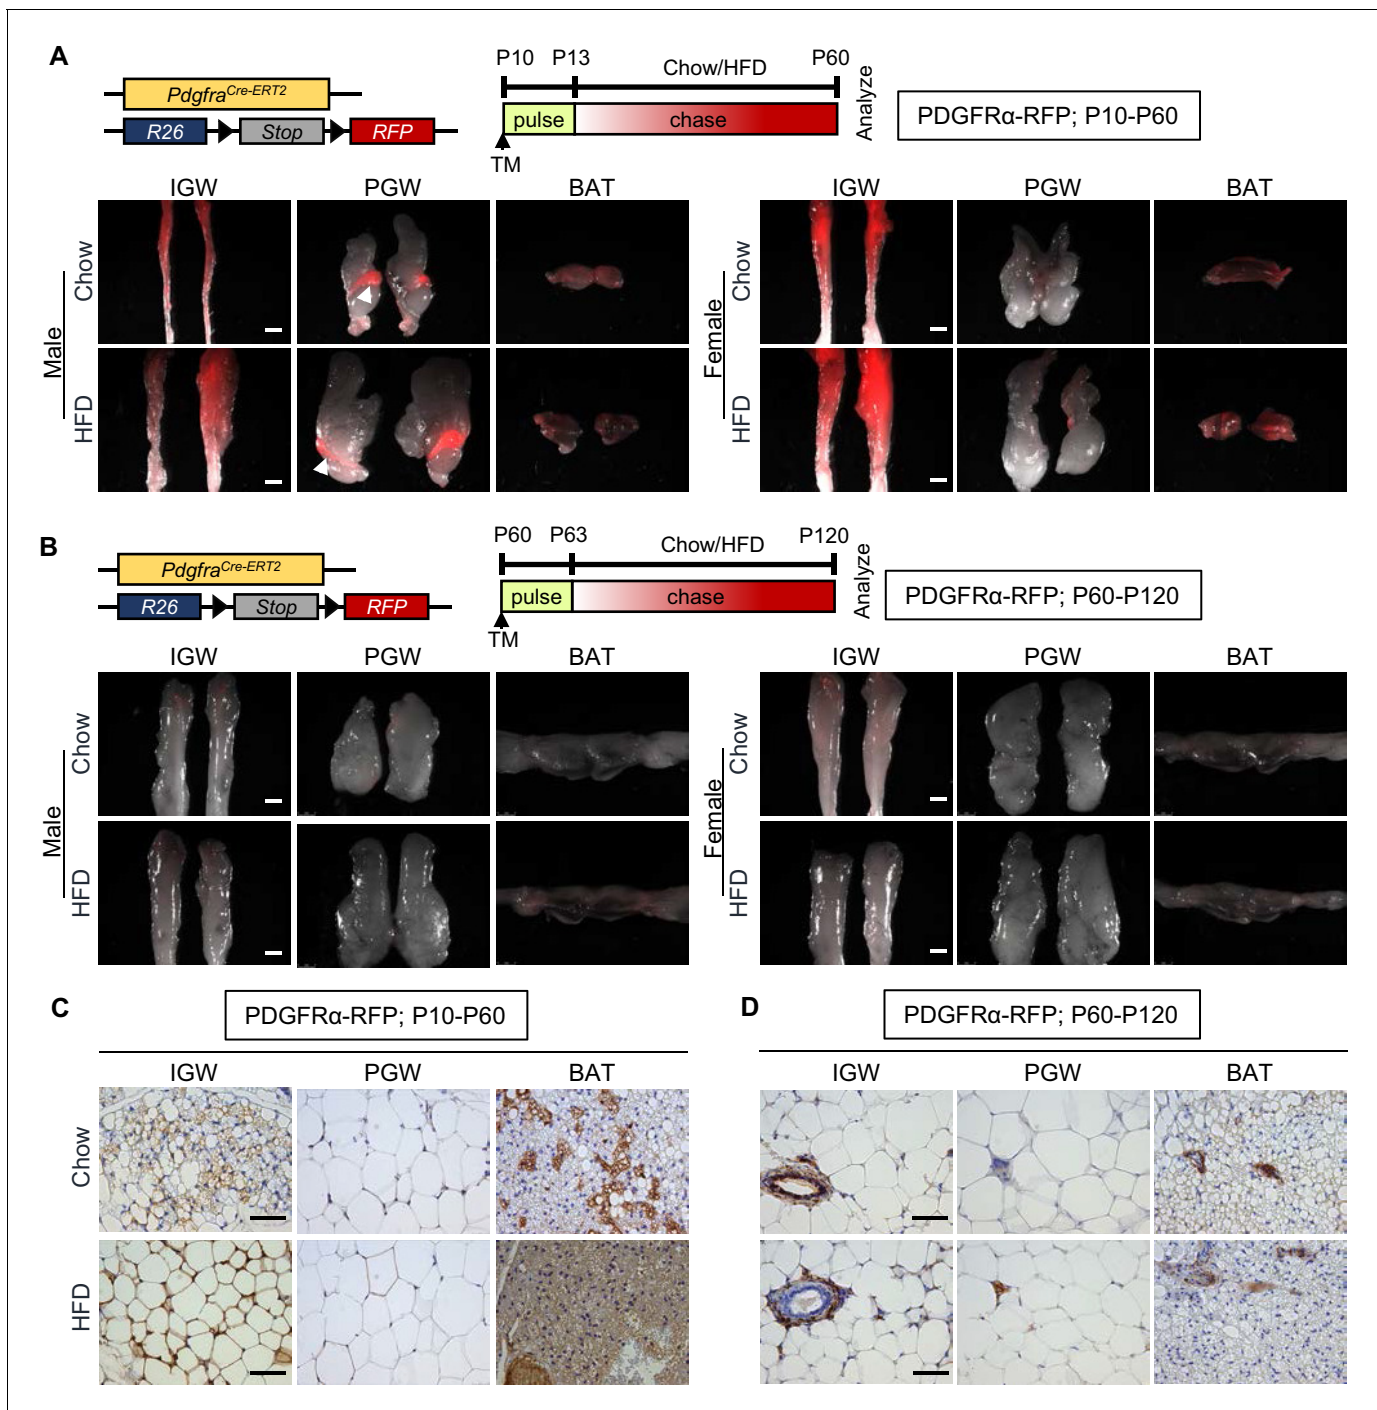 A
Pdgfra^Cre-ERT2
R26 Stop RFP
P10 P13 Chow/HFD P60
pulse chase
TM
Analyze
PDGFRα-RFP; P10-P60
IGW PGW BAT
Male
Chow
HFD
IGW PGW BAT
Female
Chow
HFD
B
Pdgfra^Cre-ERT2
R26 Stop RFP
P60 P63 Chow/HFD P120
pulse chase
TM
Analyze
PDGFRα-RFP; P60-P120
IGW PGW BAT
Male
Chow
HFD
IGW PGW BAT
Female
Chow
HFD
C
PDGFRα-RFP; P10-P60
IGW PGW BAT
Chow
HFD
D
PDGFRα-RFP; P60-P120
IGW PGW BAT